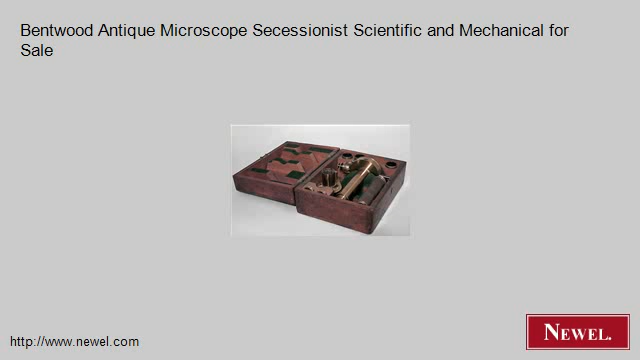 Bentwood Antique Microscope Secessionist Scientific and Mechanical for
Sale
NEWEL.
http://www.newel.com